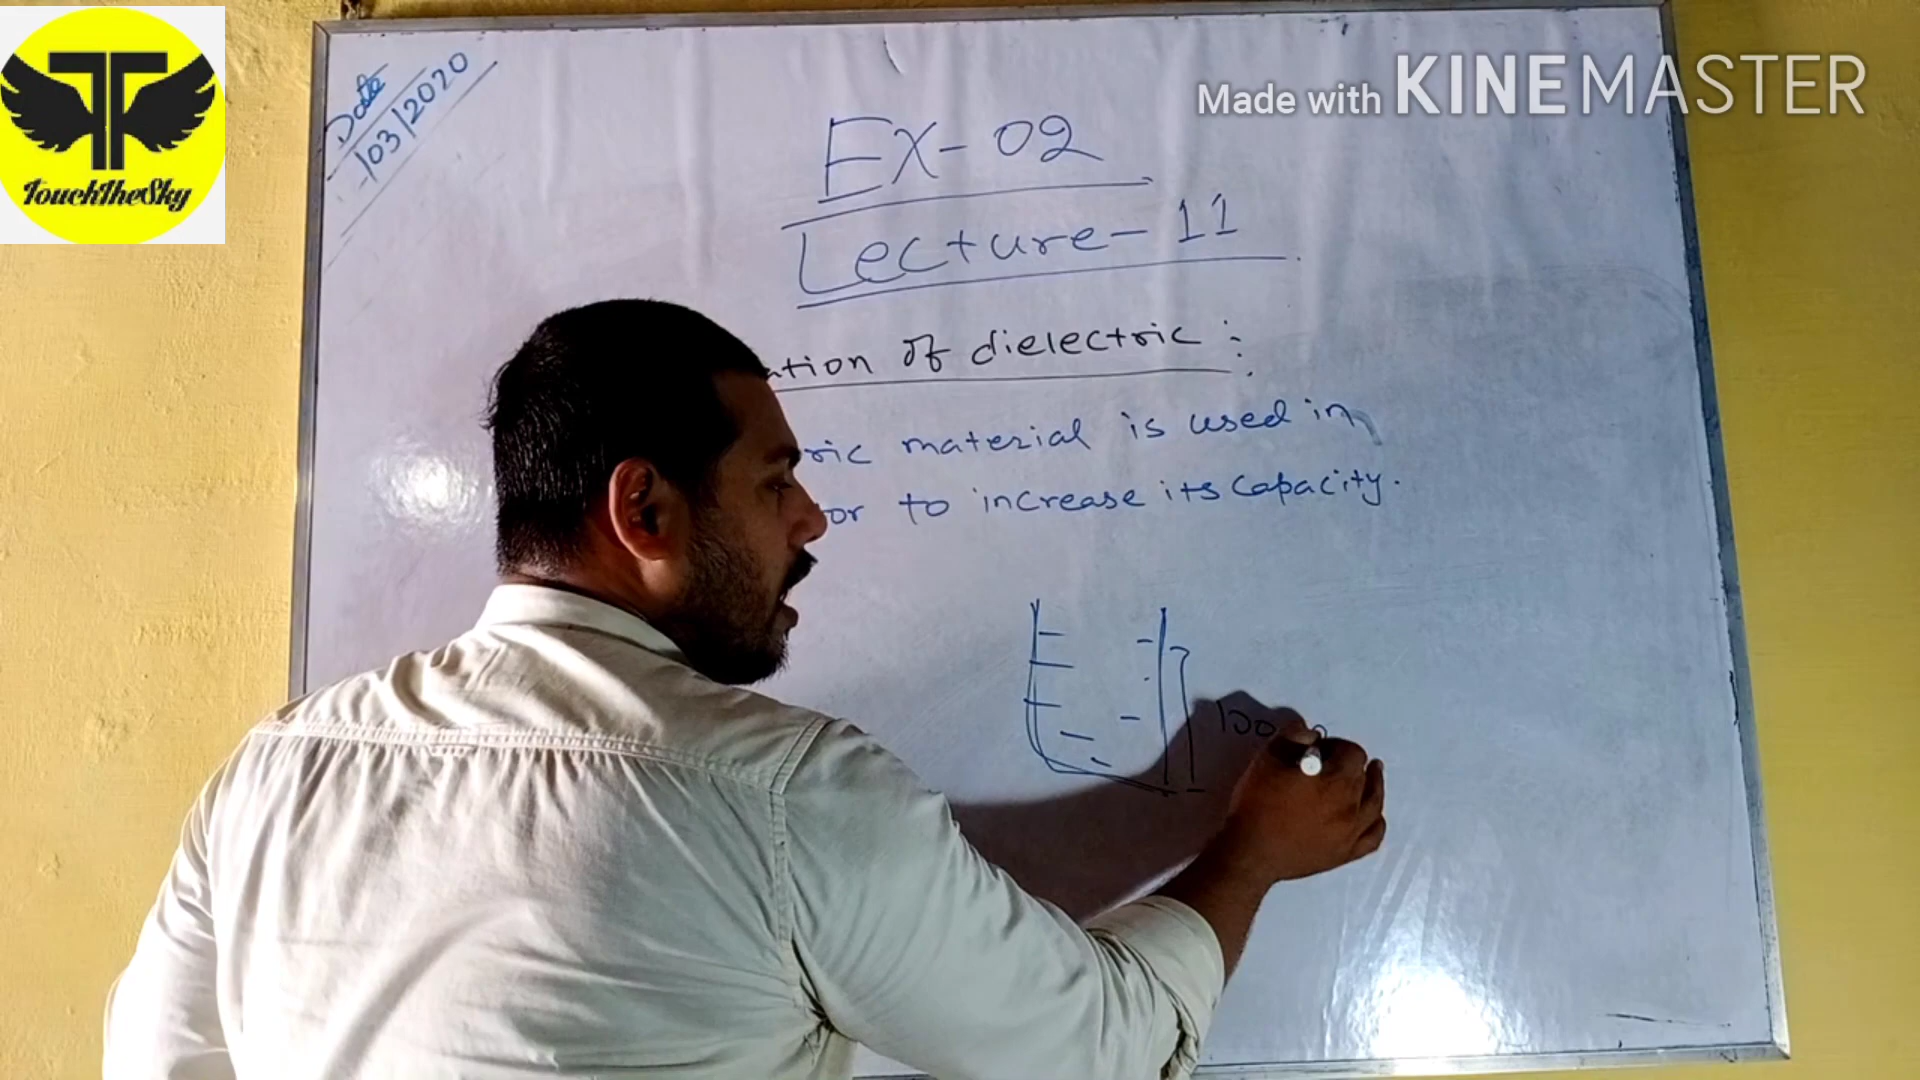 TouchTheSky
Date
/03/2020
Made with KINEMASTER
EX-02
Lecture-11
ation of dielectric:
ric material is used in
or to increase its capacity.
100